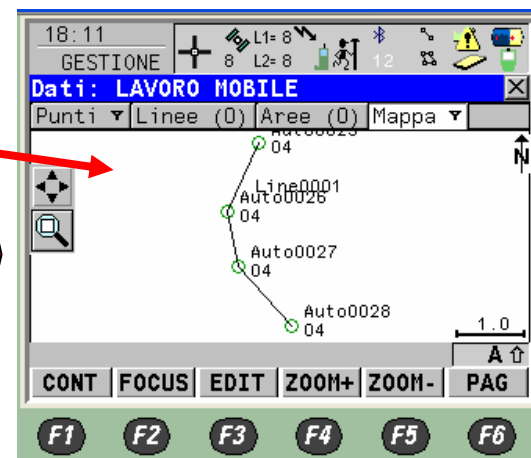 18:11
GESTIONE
8
L1= 8
L2= 8
12
Dati: LAVORO MOBILE
Punti Linee (0) Aree (0) Mappa
N
04
Line0001
Auto0026
04
Auto0027
04
Auto0028
04
1.0
A
CONT FOCUS EDIT ZOOM+ ZOOM- PAG
F1 F2 F3 F4 F5 F6